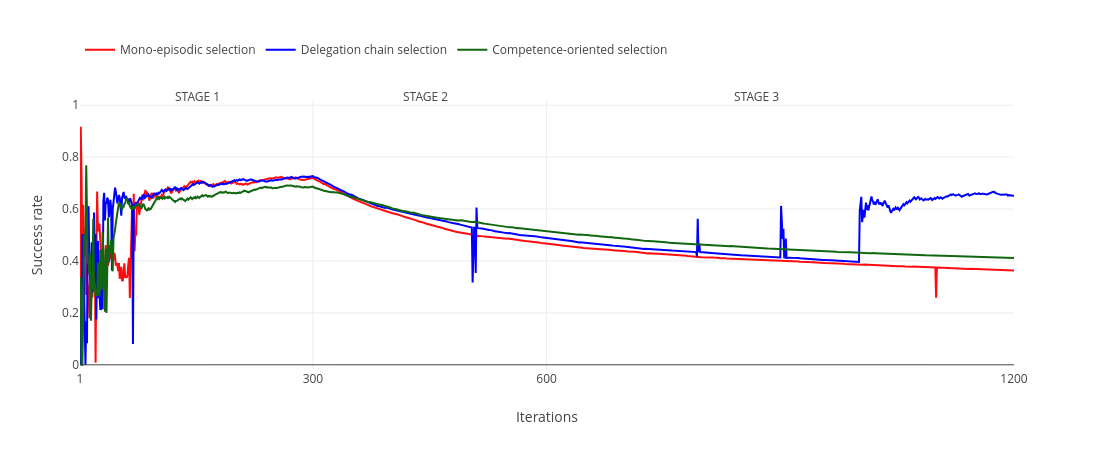 Mono-episodic selection Delegation chain selection Competence-oriented selection
STAGE 1 STAGE 2 STAGE 3
1
0.8
0.6
0.4
0.2
0
Success rate
1 300 600 1200
Iterations